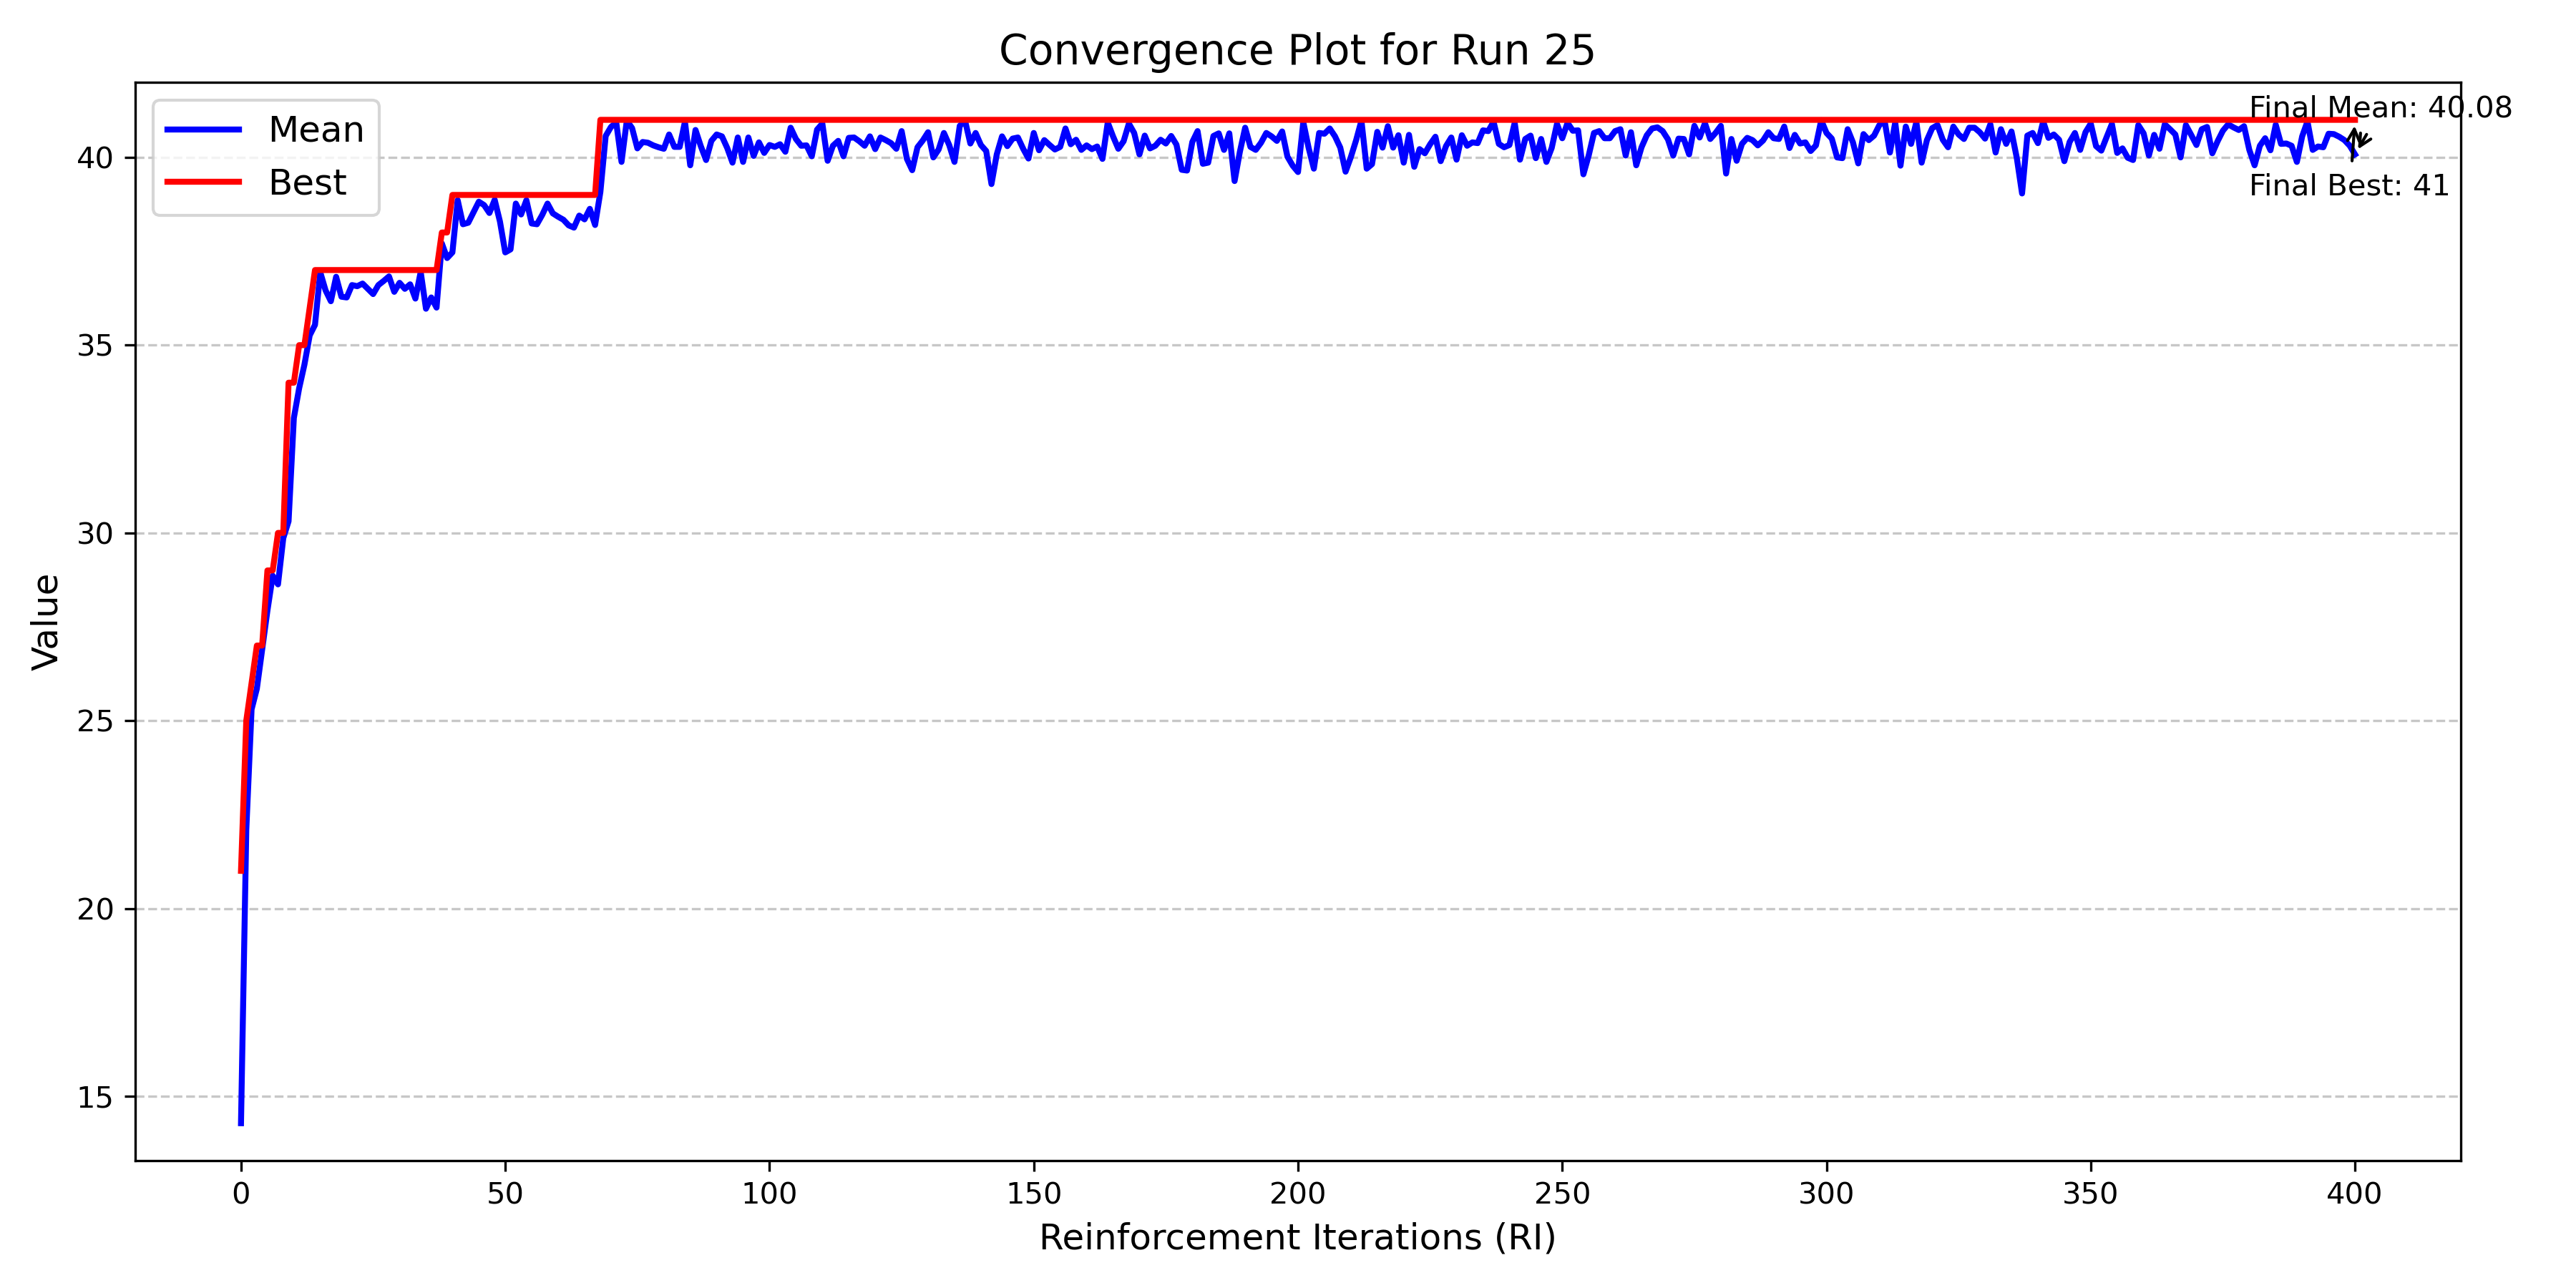 Convergence Plot for Run 25
Mean
Best
Final Mean: 40.08
Final Best: 41
Value
40
35
30
25
20
15
0 50 100 150 200 250 300 350 400
Reinforcement Iterations (RI)